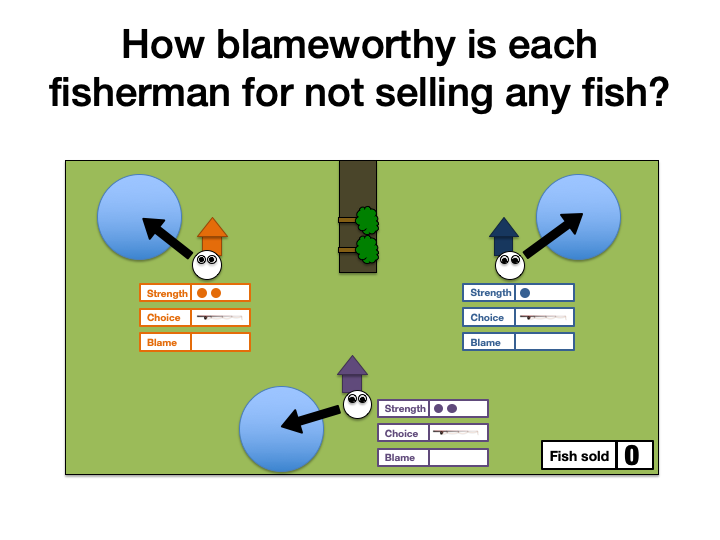 How blameworthy is each
fisherman for not selling any fish?
Strength
Choice
Blame
Strength
Choice
Blame
Strength
Choice
Blame
Fish sold 0